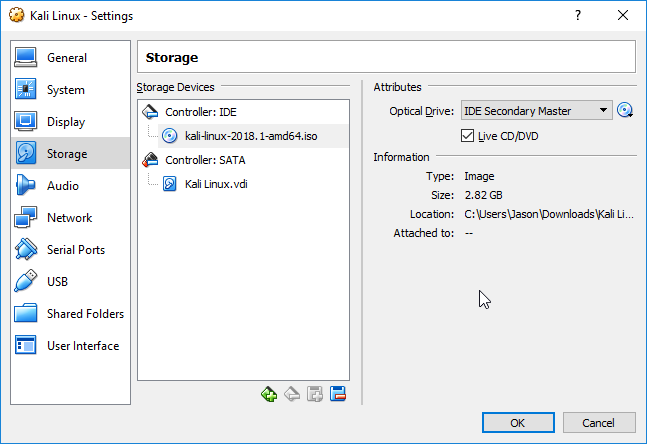 Kali Linux - Settings
General
System
Display
Storage
Audio
Network
Serial Ports
USB
Shared Folders
User Interface
Storage
Storage Devices
Controller: IDE
kali-linux-2018.1-amd64.iso
Controller: SATA
Kali Linux.vdi
Attributes
Optical Drive: IDE Secondary Master
Live CD/DVD
Information
Type: Image
Size: 2.82 GB
Location: C:\Users\Jason\Downloads\Kali Li...
Attached to: --
OK Cancel